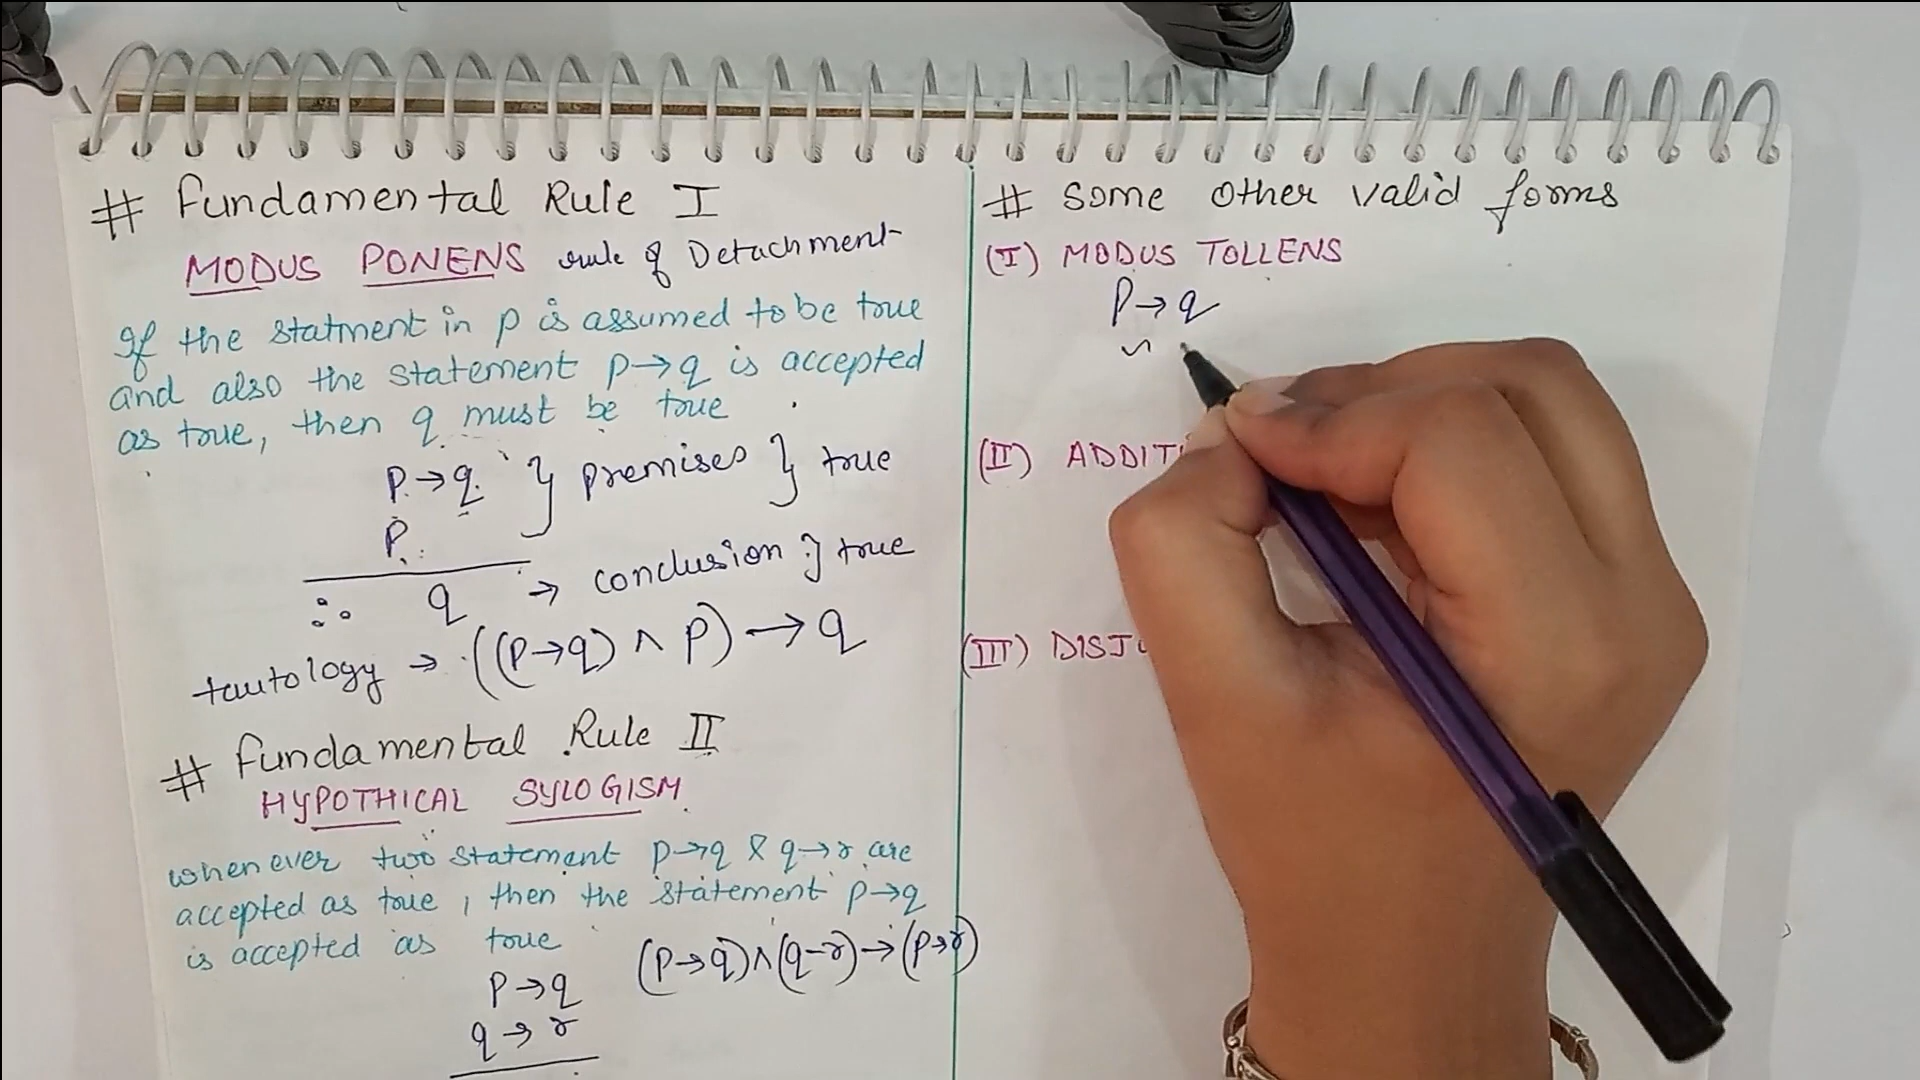 # Fundamental Rule I
MODUS PONENS rule of Detachment
If the statment in p is assumed to be true
and also the statement p→q is accepted
as true, then q must be true
p→q } premises } true
p
∴ q → conclusion } true
tautology → ((p→q) ∧ p) → q
# Fundamental Rule II
HYPOTHICAL SYLOGISM
whenever two statement p→q & q→r are
accepted as true, then the statement p→q
is accepted as true
(p→q)∧(q-r)→(p→r)
p→q
q→r
# Some other valid forms
(I) MODUS TOLLENS
p→q
~
(II) ADDIT
(III) DISJ